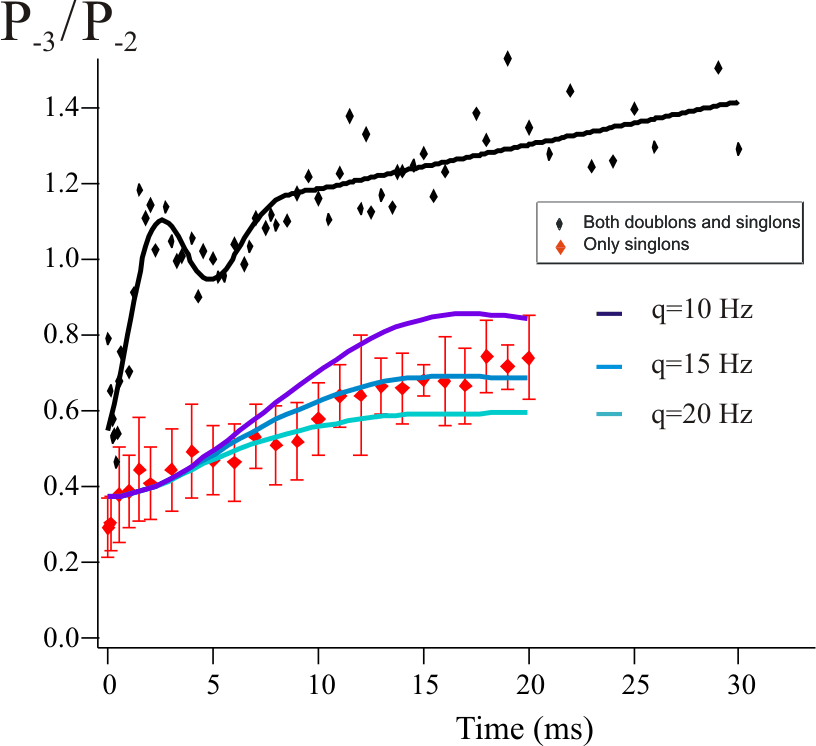 P-3/P-2
1.4
1.2
1.0
0.8
0.6
0.4
0.2
0.0
Both doublons and singlons
Only singlons
q=10 Hz
q=15 Hz
q=20 Hz
0 5 10 15 20 25 30
Time (ms)